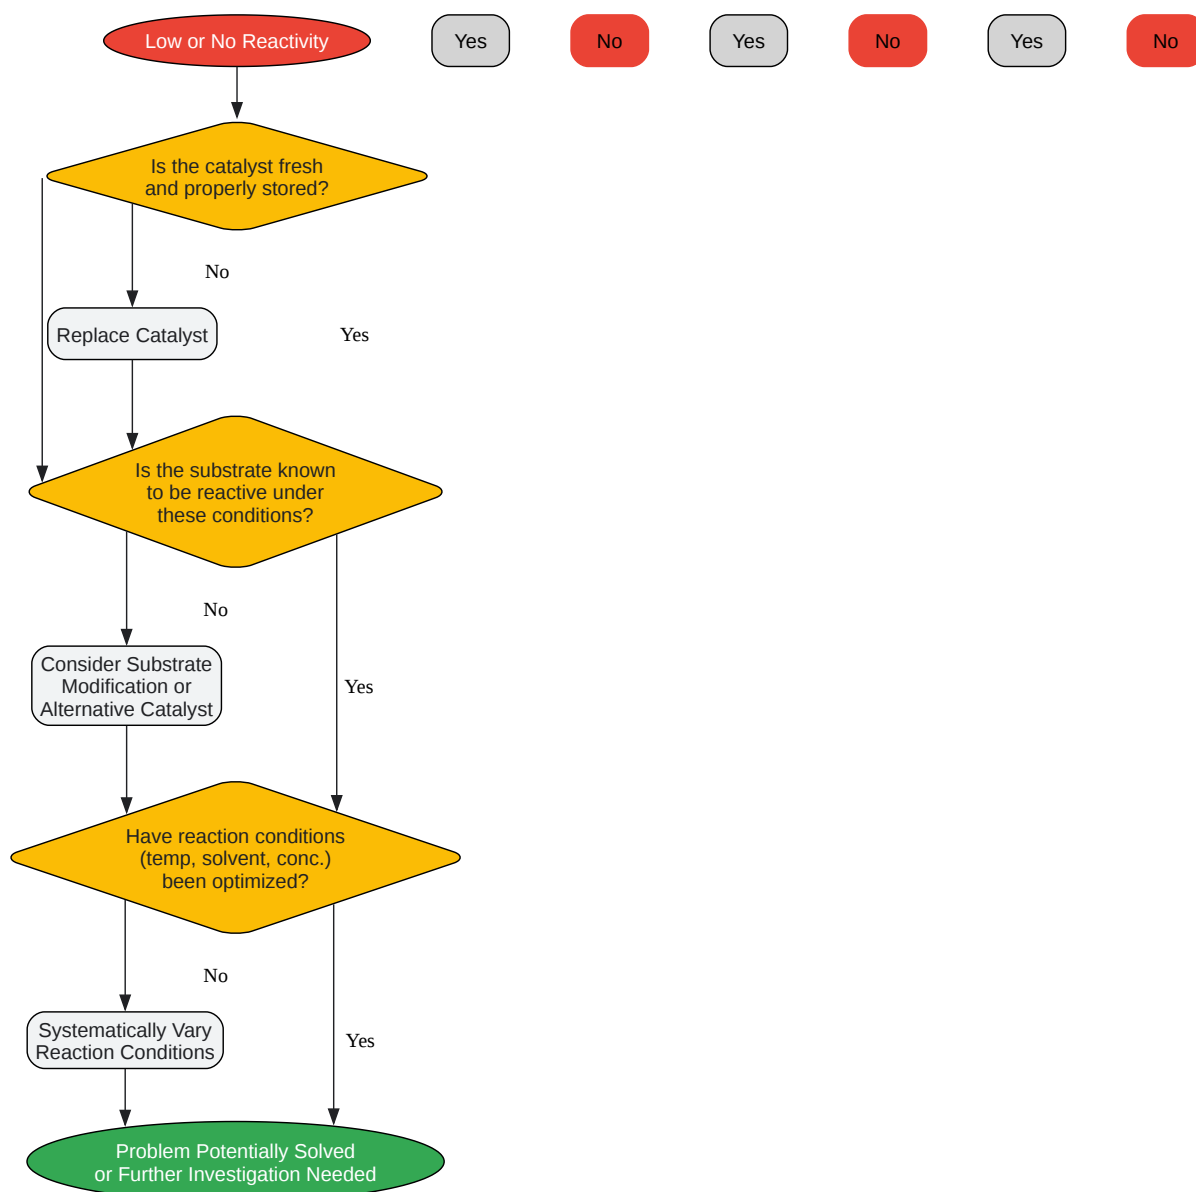 Low or No Reactivity
Yes
No
Yes
No
Yes
No
Is the catalyst fresh
and properly stored?
No
Replace Catalyst
Yes
Is the substrate known
to be reactive under
these conditions?
No
Consider Substrate
Modification or
Alternative Catalyst
Yes
Have reaction conditions
(temp, solvent, conc.)
been optimized?
No
Systematically Vary
Reaction Conditions
Yes
Problem Potentially Solved
or Further Investigation Needed